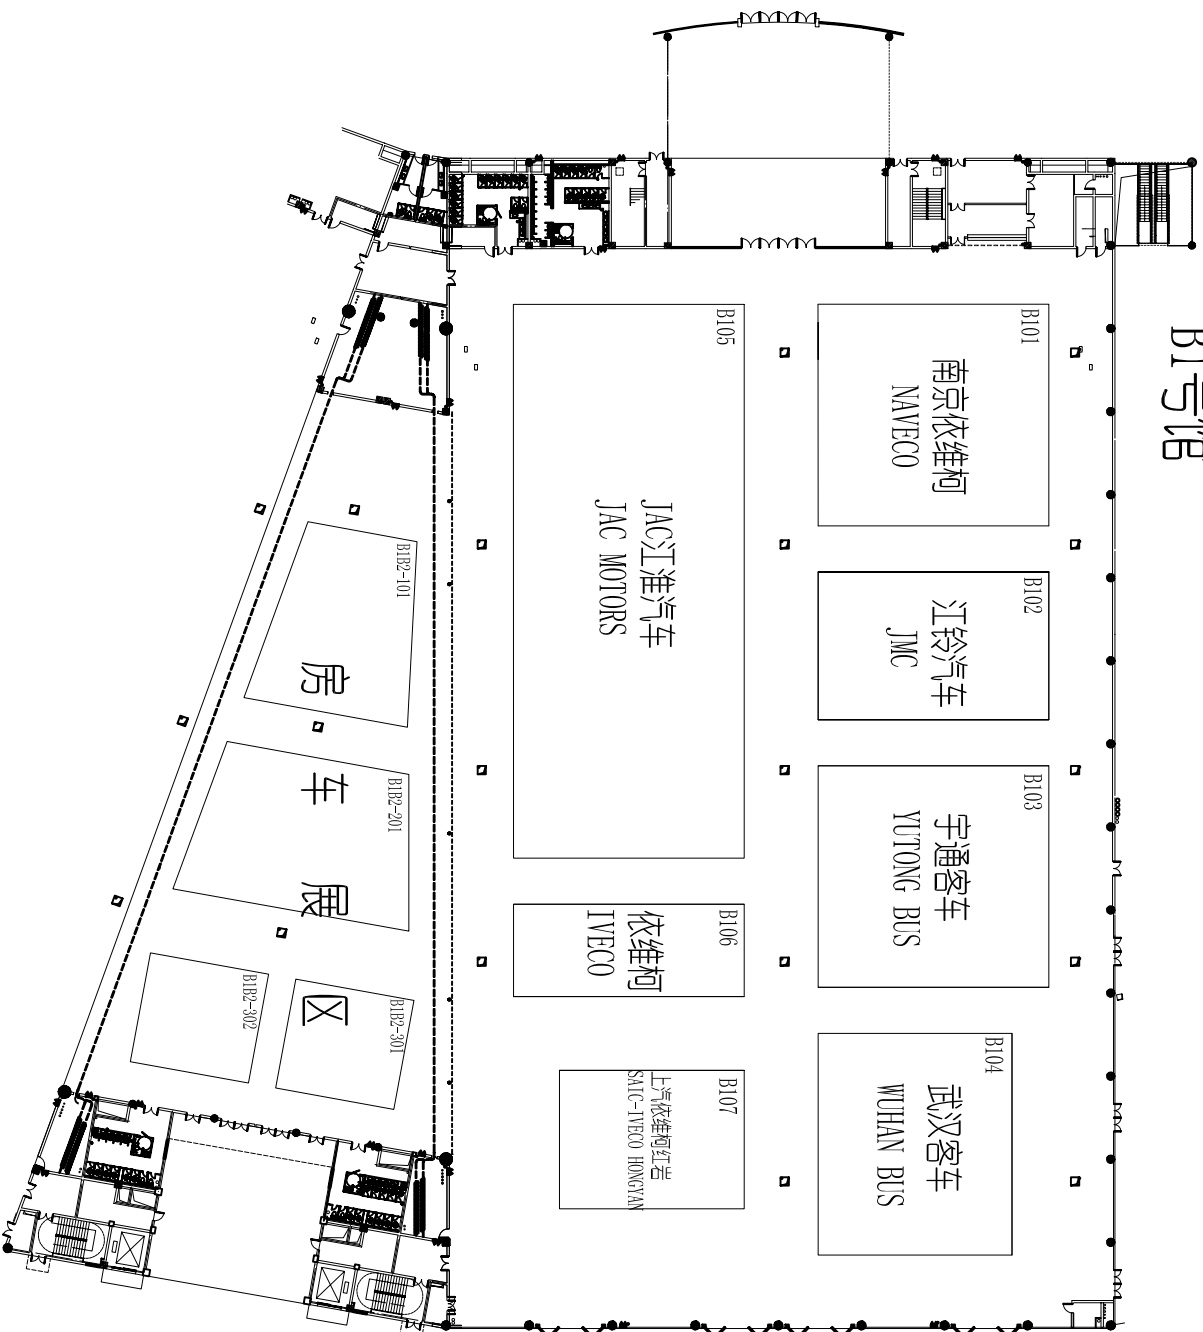 B1号馆
B101
南京依维柯
NAVECO
B102
江铃汽车
JMC
B103
宇通客车
YUTONG BUS
B104
武汉客车
WUHAN BUS
B105
JAC江淮汽车
JAC MOTORS
B106
依维柯
IVECO
B107
上汽依维柯红岩
SAIC-IVECO HONGYAN
B1B2-101
B1B2-201
B1B2-301
B1B2-302
房车展区